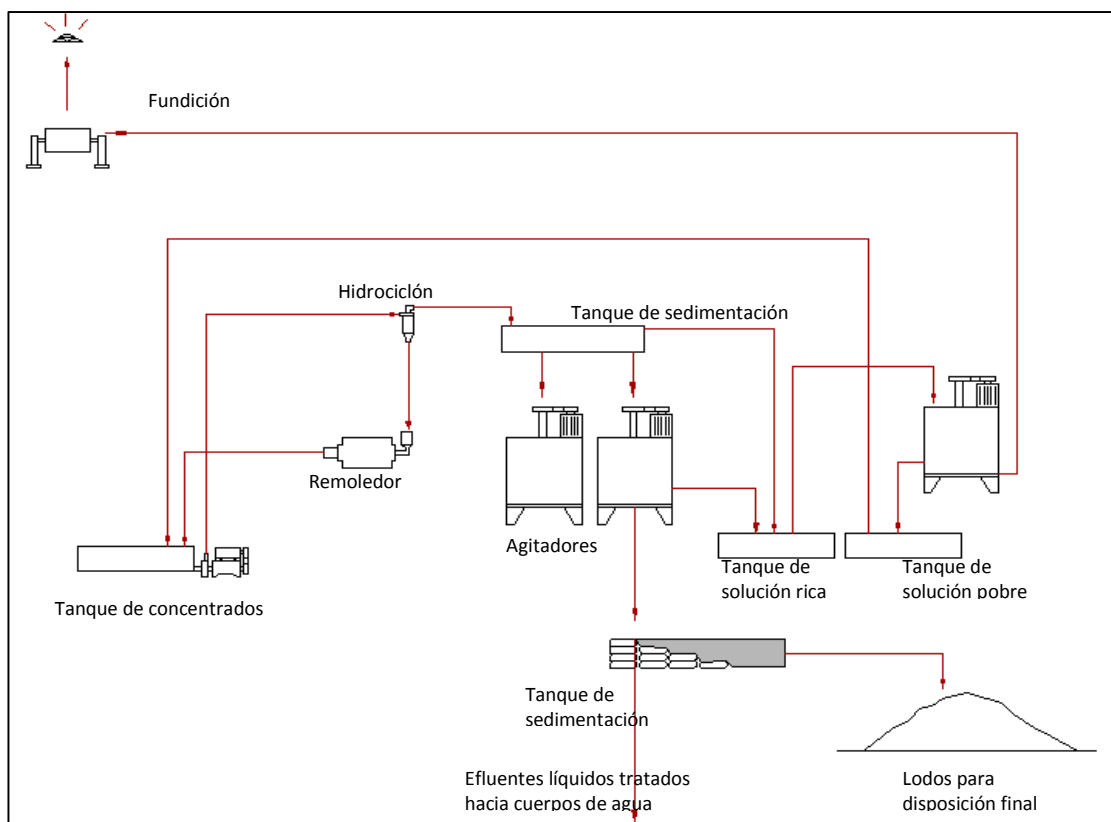 Fundición
Hidrociclón
Tanque de sedimentación
Remoledor
Agitadores
Tanque de
solución rica
Tanque de
solución pobre
Tanque de concentrados
Tanque de
sedimentación
Efluentes líquidos tratados
hacia cuerpos de agua
Lodos para
disposición final